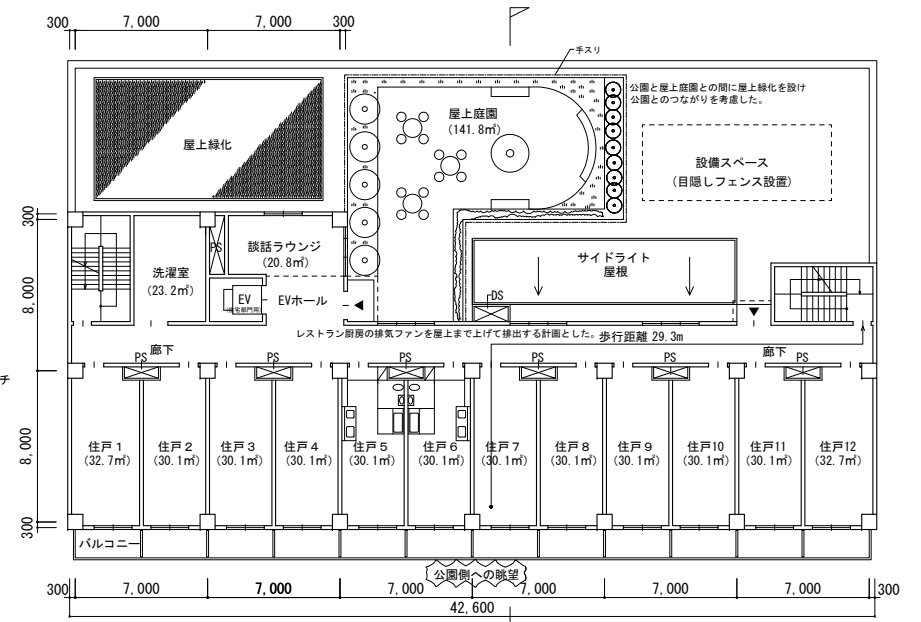 300 7,000 7,000 300
手スリ
公園と屋上庭園との間に屋上緑化を設け
公園とのつながりを考慮した。
屋上庭園
(141.8㎡)
屋上緑化
設備スペース
(目隠しフェンス設置)
300
PS
談話ラウンジ
(20.8㎡)
サイドライト
屋根
洗濯室
(23.2㎡)
8,000
EV
EVホール
DS
レストラン厨房の排気ファンを屋上まで上げて排出する計画とした。
歩行距離 29.3m
廊下
廊下
チ
PS PS PS PS PS PS
8,000
住戸1
(32.7㎡)
住戸2
(30.1㎡)
住戸3
(30.1㎡)
住戸4
(30.1㎡)
住戸5
(30.1㎡)
住戸6
(30.1㎡)
住戸7
(30.1㎡)
住戸8
(30.1㎡)
住戸9
(30.1㎡)
住戸10
(30.1㎡)
住戸11
(30.1㎡)
住戸12
(32.7㎡)
300
バルコニー
公園側への眺望
300 7,000 7,000 7,000 7,000 7,000 7,000 300
42,600